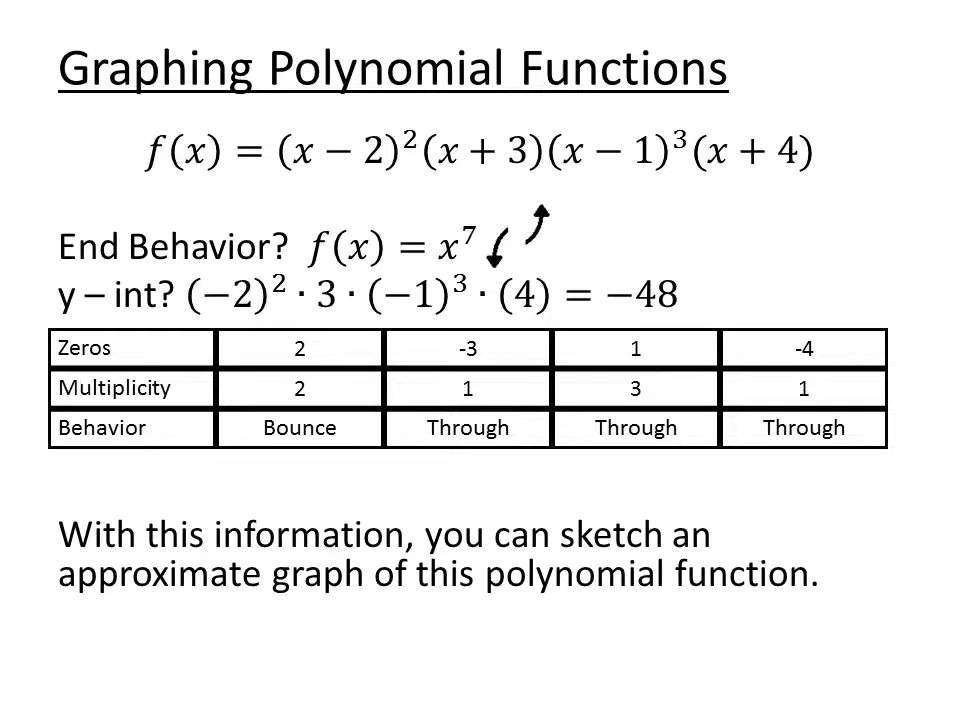 Graphing Polynomial Functions
f(x) = (x − 2)²(x + 3)(x − 1)³(x + 4)
End Behavior? f(x) = x⁷
y – int? (−2)² · 3 · (−1)³ · (4) = −48
Zeros 2 -3 1 -4
Multiplicity 2 1 3 1
Behavior Bounce Through Through Through
With this information, you can sketch an
approximate graph of this polynomial function.